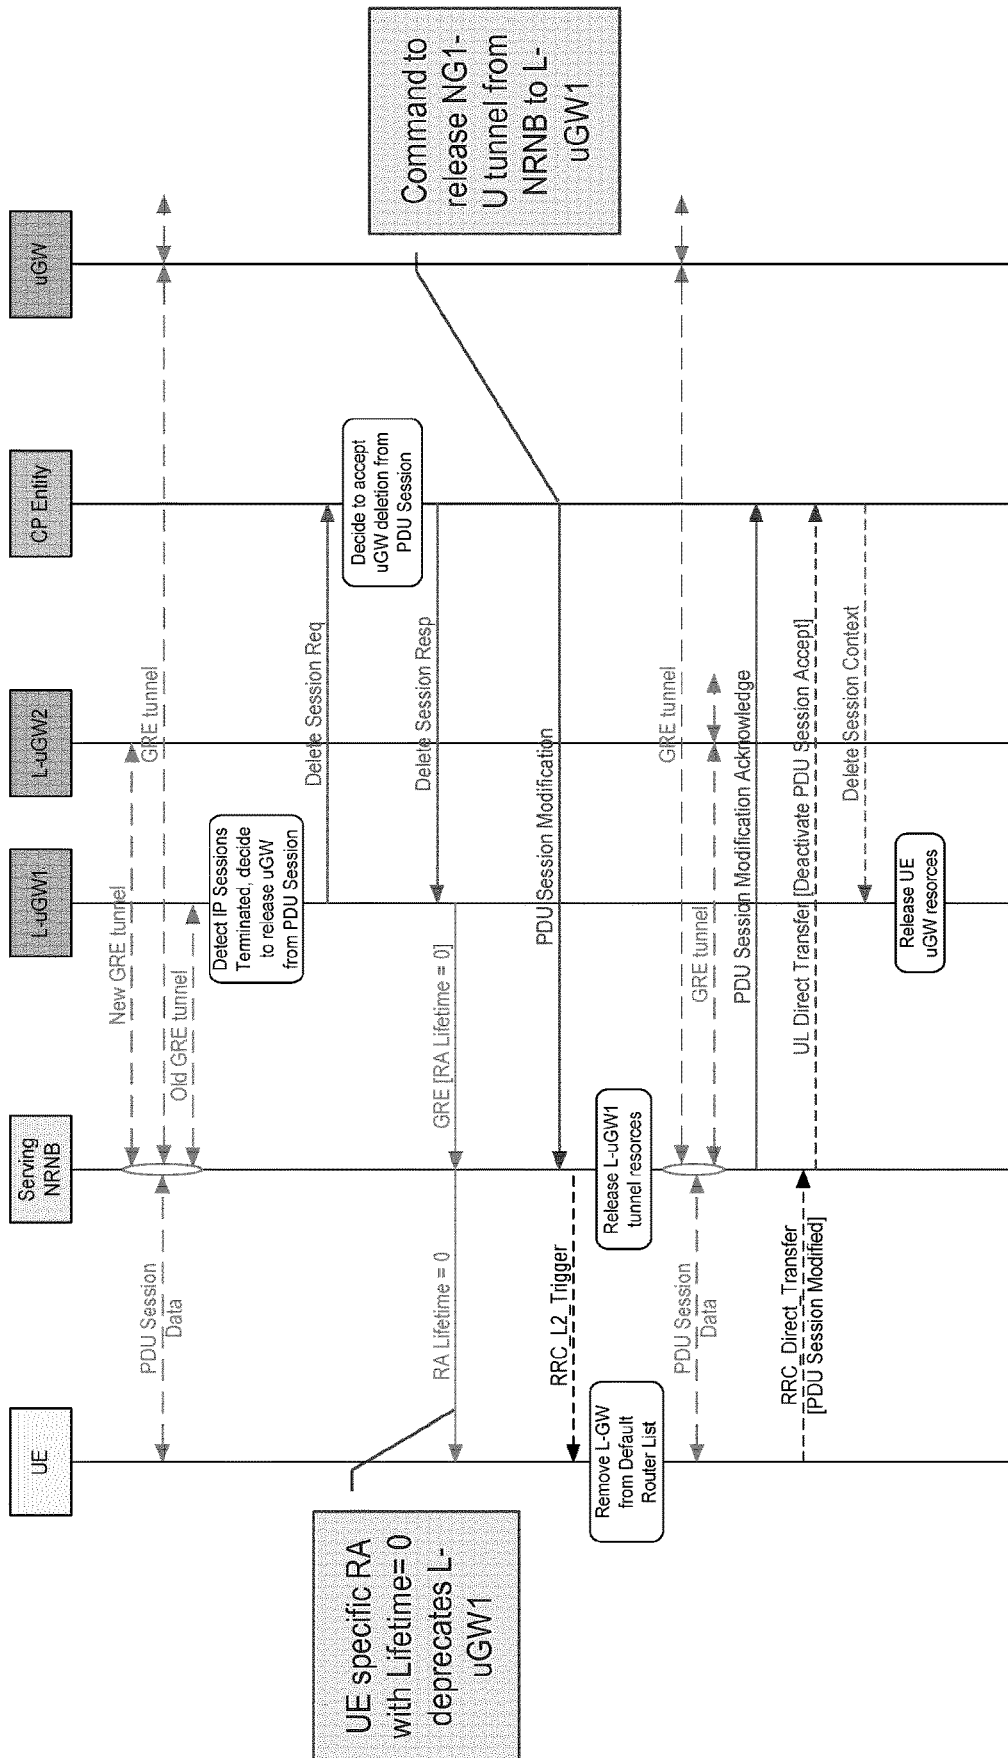 UE
Serving
NRNB
L-uGW1
L-uGW2
CP Entity
uGW
New GRE tunnel
PDU Session
Data
GRE tunnel
Old GRE tunnel
Detect IP Sessions
Terminated, decide
to release uGW
from PDU Session
Delete Session Req
Decide to accept
uGW deletion from
PDU Session
Delete Session Resp
UE specific RA
with Lifetime= 0
deprecates L-
uGW1
RA Lifetime = 0
GRE [RA Lifetime = 0]
Command to
release NG1-
U tunnel from
NRNB to L-
uGW1
PDU Session Modification
RRC_L2_Trigger
Remove L-GW
from Default
Router List
Release L-uGW1
tunnel resorces
PDU Session
Data
GRE tunnel
GRE tunnel
PDU Session Modification Acknowledge
RRC_Direct_Transfer
[PDU Session Modified]
UL Direct Transfer [Deactivate PDU Session Accept]
Delete Session Context
Release UE
uGW resorces